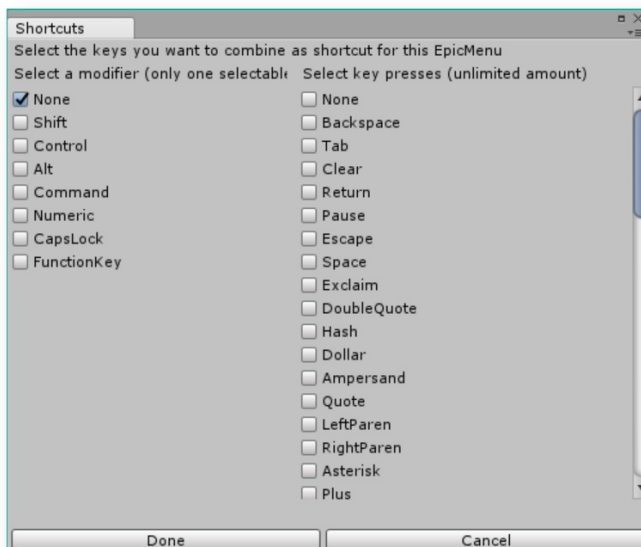 Shortcuts
Select the keys you want to combine as shortcut for this EpicMenu
Select a modifier (only one selectable
Select key presses (unlimited amount)
None
Shift
Control
Alt
Command
Numeric
CapsLock
FunctionKey
None
Backspace
Tab
Clear
Return
Pause
Escape
Space
Exclaim
DoubleQuote
Hash
Dollar
Ampersand
Quote
LeftParen
RightParen
Asterisk
Plus
Done
Cancel